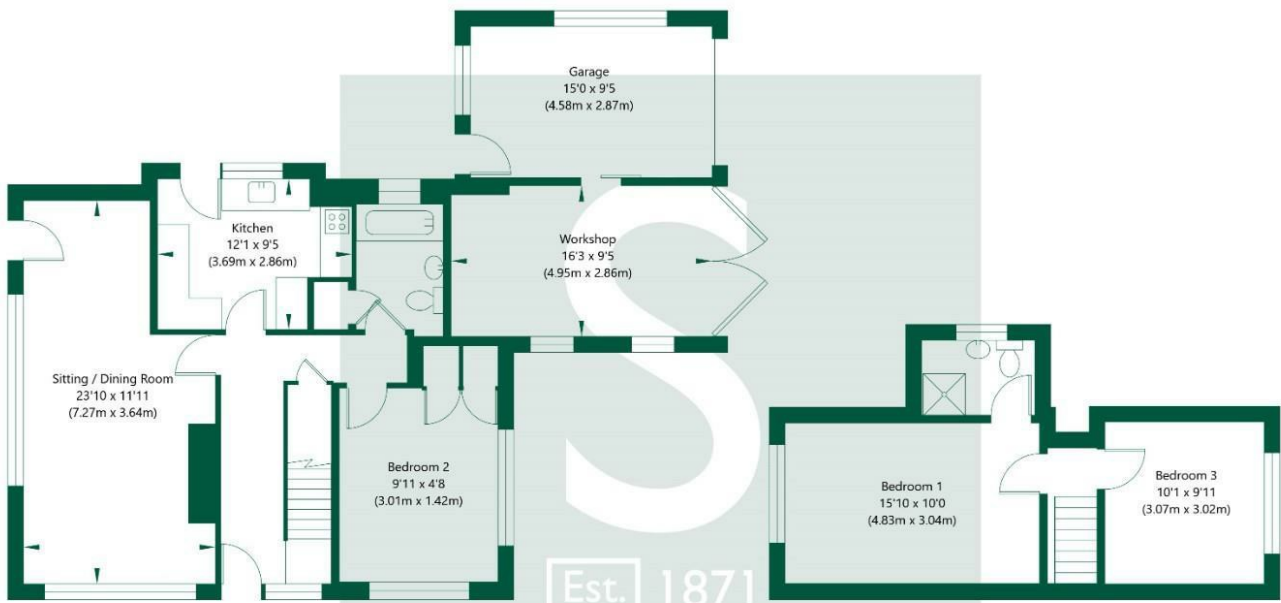 Garage
15'0 x 9'5
(4.58m x 2.87m)
Kitchen
12'1 x 9'5
(3.69m x 2.86m)
Workshop
16'3 x 9'5
(4.95m x 2.86m)
Sitting / Dining Room
23'10 x 11'11
(7.27m x 3.64m)
Bedroom 2
9'11 x 4'8
(3.01m x 1.42m)
Bedroom 1
15'10 x 10'0
(4.83m x 3.04m)
Bedroom 3
10'1 x 9'11
(3.07m x 3.02m)
S
Est. 1871